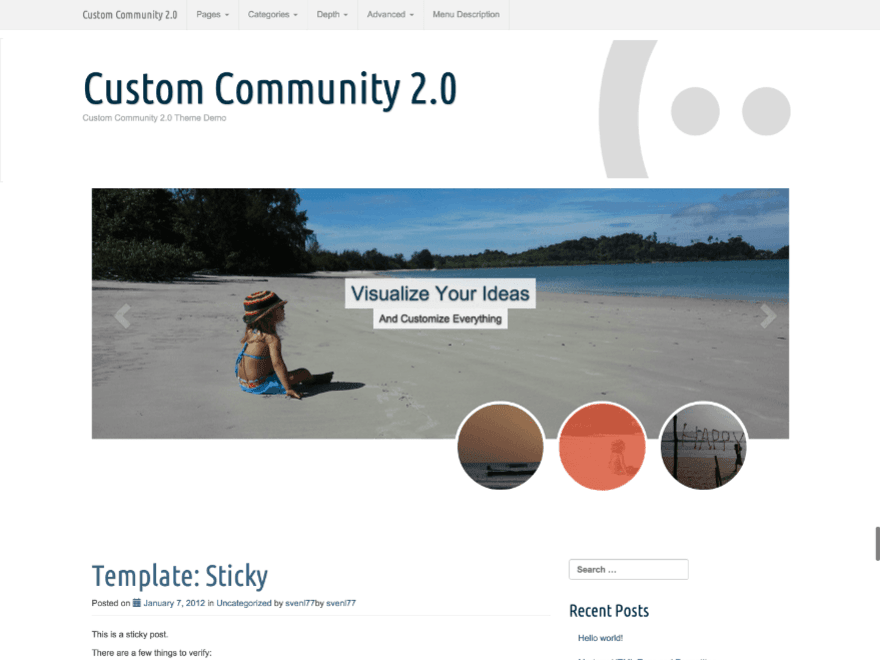 Custom Community 2.0 Pages Categories Depth Advanced Menu Description
Custom Community 2.0
Custom Community 2.0 Theme Demo
Visualize Your Ideas
And Customize Everything
HAPPY
Template: Sticky
Posted on January 7, 2012 in Uncategorized by svenl77by svenl77
This is a sticky post.
There are a few things to verify:
Search ...
Recent Posts
Hello world!